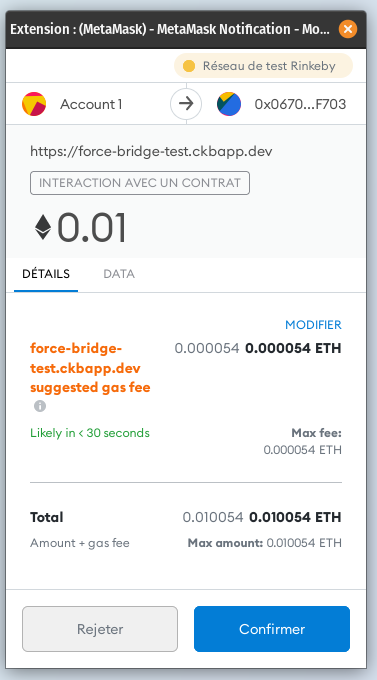 Extension : (MetaMask) - MetaMask Notification - Mo...
Réseau de test Rinkeby
Account 1
0x0670...F703
https://force-bridge-test.ckbapp.dev
INTERACTION AVEC UN CONTRAT
0.01
DÉTAILS
DATA
MODIFIER
force-bridge-
test.ckbapp.dev
suggested gas fee
0.000054 0.000054 ETH
Likely in < 30 seconds
Max fee:
0.000054 ETH
Total
0.010054 0.010054 ETH
Amount + gas fee
Max amount: 0.010054 ETH
Rejeter
Confirmer